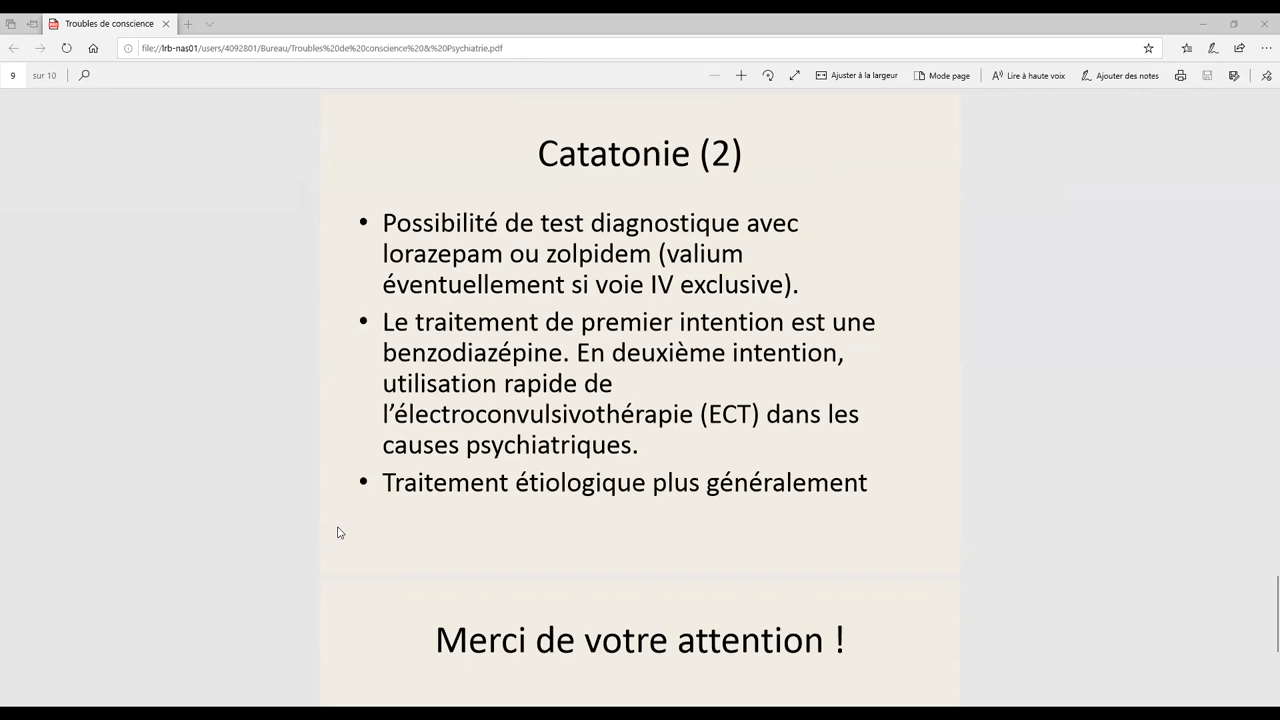 Troubles de conscience
file://lrb-nas01/users/4092801/Bureau/Troubles%20de%20conscience%20&%20Psychiatrie.pdf
9 sur 10 Ajuster à la largeur Mode page Lire à haute voix Ajouter des notes
Catatonie (2)
• Possibilité de test diagnostique avec
lorazepam ou zolpidem (valium
éventuellement si voie IV exclusive).
• Le traitement de premier intention est une
benzodiazépine. En deuxième intention,
utilisation rapide de
l’électroconvulsivothérapie (ECT) dans les
causes psychiatriques.
• Traitement étiologique plus généralement
Merci de votre attention !